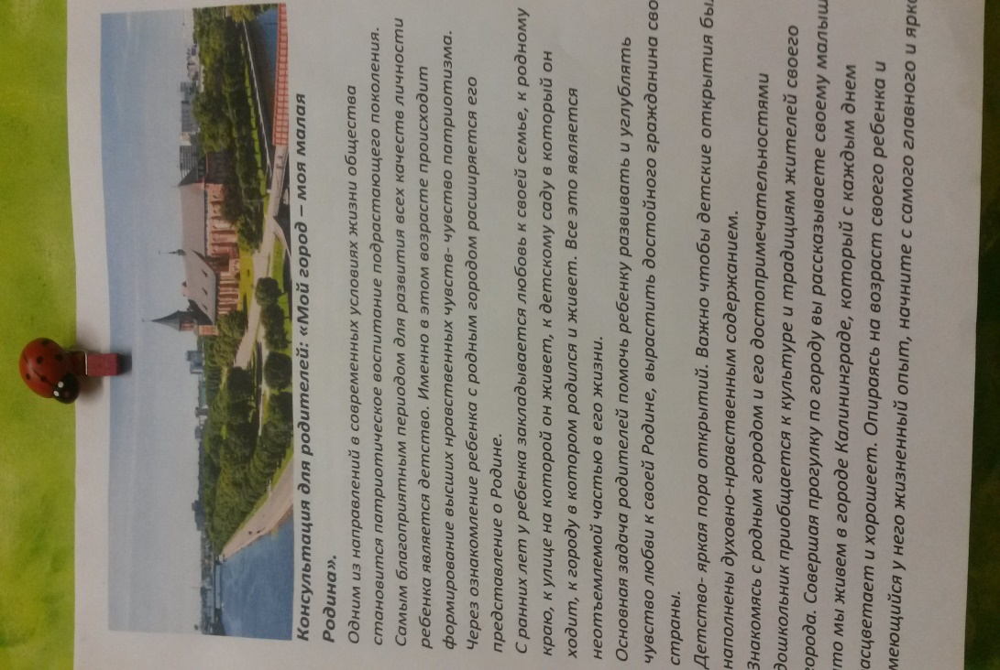 Консультация для родителей: «Мой город – моя малая
Родина».
Одним из направлений в современных условиях жизни общества
становится патриотическое воспитание подрастающего поколения.
Самым благоприятным периодом для развития всех качеств личности
ребенка является детство. Именно в этом возрасте происходит
формирование высших нравственных чувств- чувство патриотизма.
Через ознакомление ребенка с родным городом расширяется его
представление о Родине.
С ранних лет у ребенка закладывается любовь к своей семье, к родному
краю, к улице на которой он живет, к детскому саду в который он
ходит, к городу в котором родился и живет. Все это является
неотъемлемой частью в его жизни.
Основная задача родителей помочь ребенку развивать и углублять
чувство любви к своей Родине, вырастить достойного гражданина сво
страны.
Детство- яркая пора открытий. Важно чтобы детские открытия бы
наполнены духовно-нравственным содержанием.
Знакомясь с родным городом и его достопримечательностями
дошкольник приобщается к культуре и традициям жителей своего
города. Совершая прогулку по городу вы рассказываете своему малыш
то мы живем в городе Калининграде, который с каждым днем
асцветает и хорошеет. Опираясь на возраст своего ребенка и
меющийся у него жизненный опыт, начните с самого главного и ярко